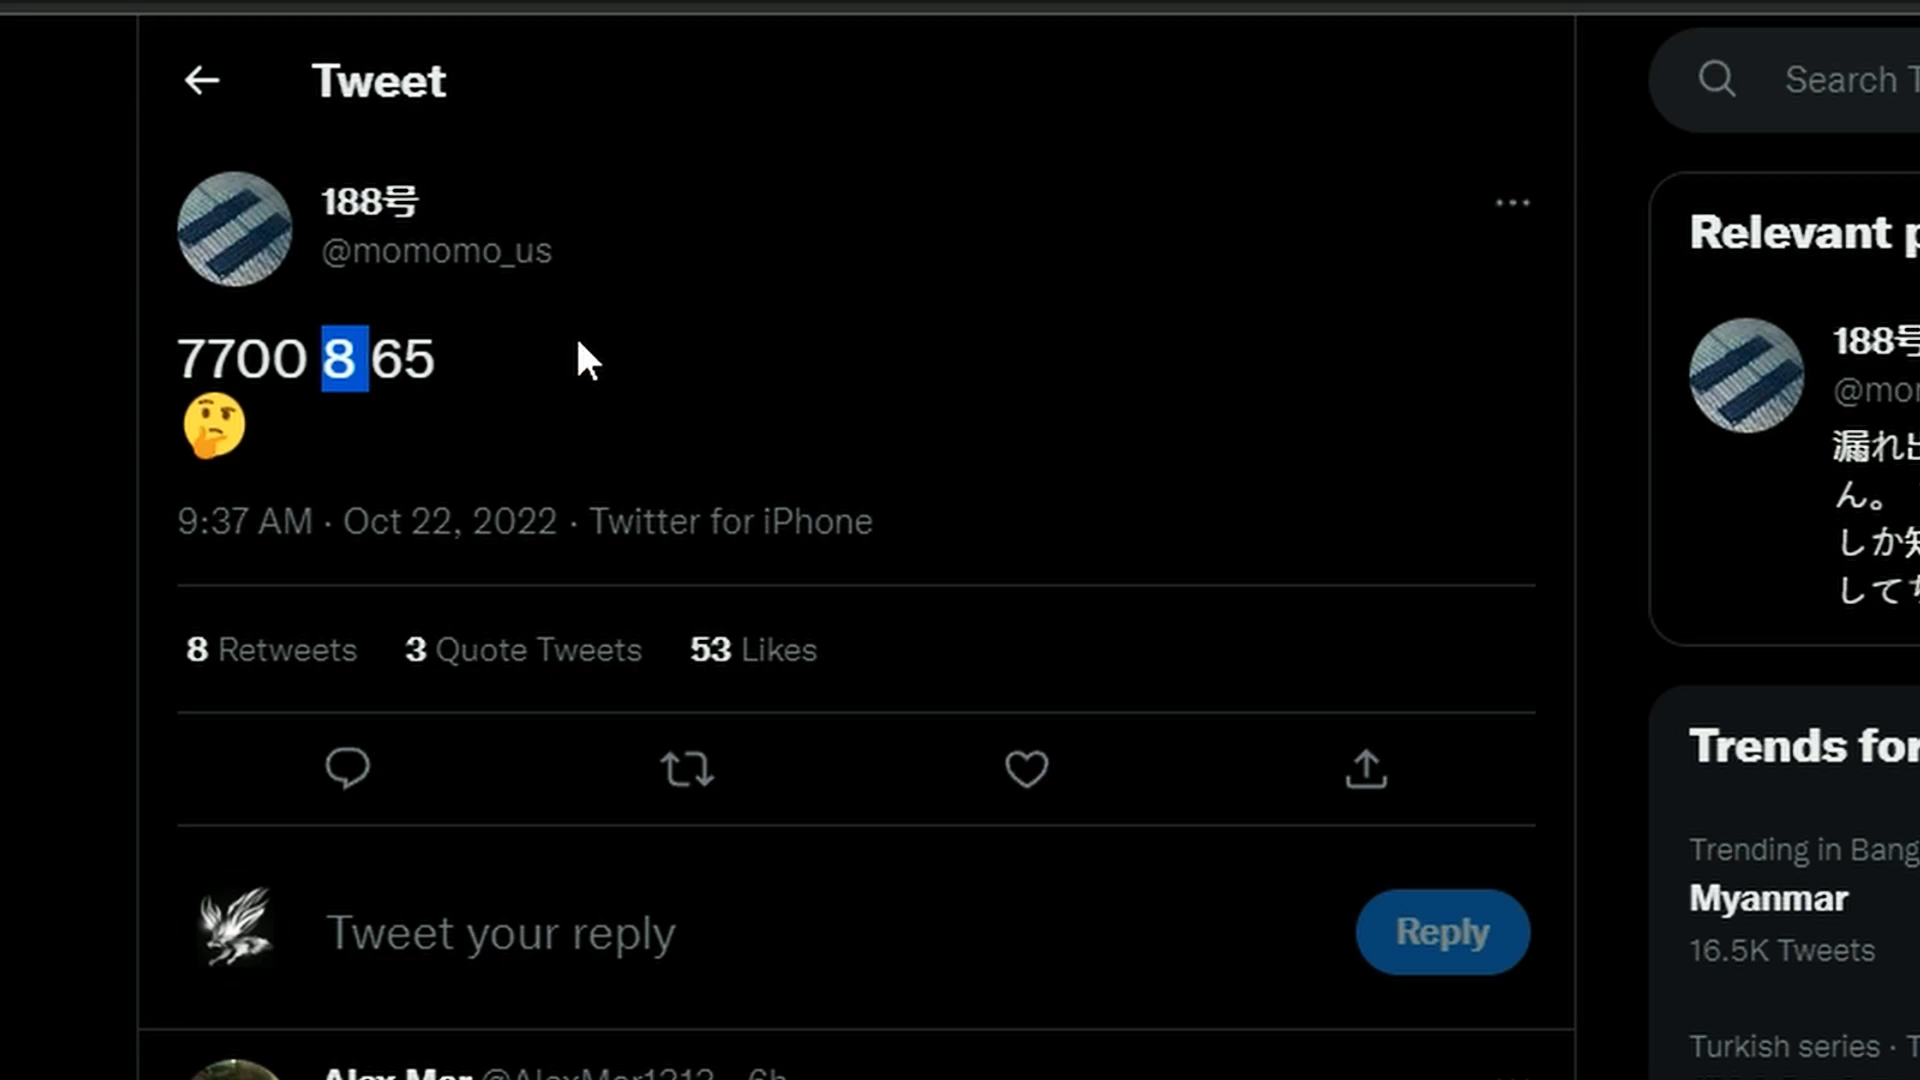 Tweet
Search
188号
@momomo_us
7700 8 65
9:37 AM · Oct 22, 2022 · Twitter for iPhone
8 Retweets 3 Quote Tweets 53 Likes
Tweet your reply
Reply
Relevant
188号
漏れ
ん。
しか
して
Trends for
Trending in
Myanmar
16.5K Tweets
Turkish series ·